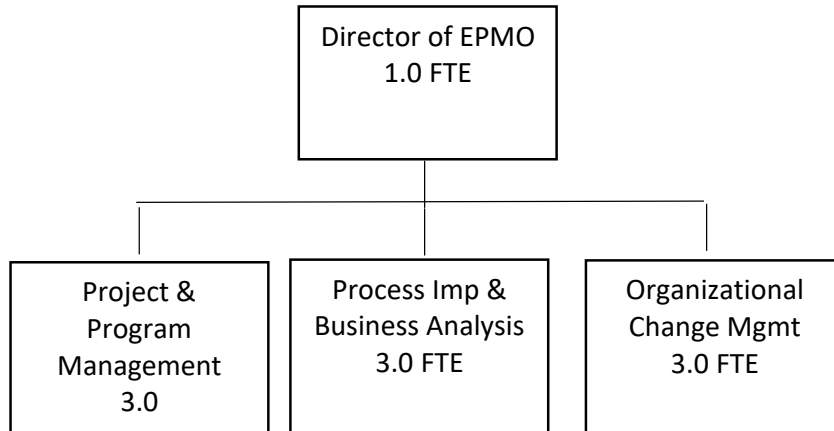 Director of EPMO
1.0 FTE
Project &
Program
Management
3.0
Process Imp &
Business Analysis
3.0 FTE
Organizational
Change Mgmt
3.0 FTE